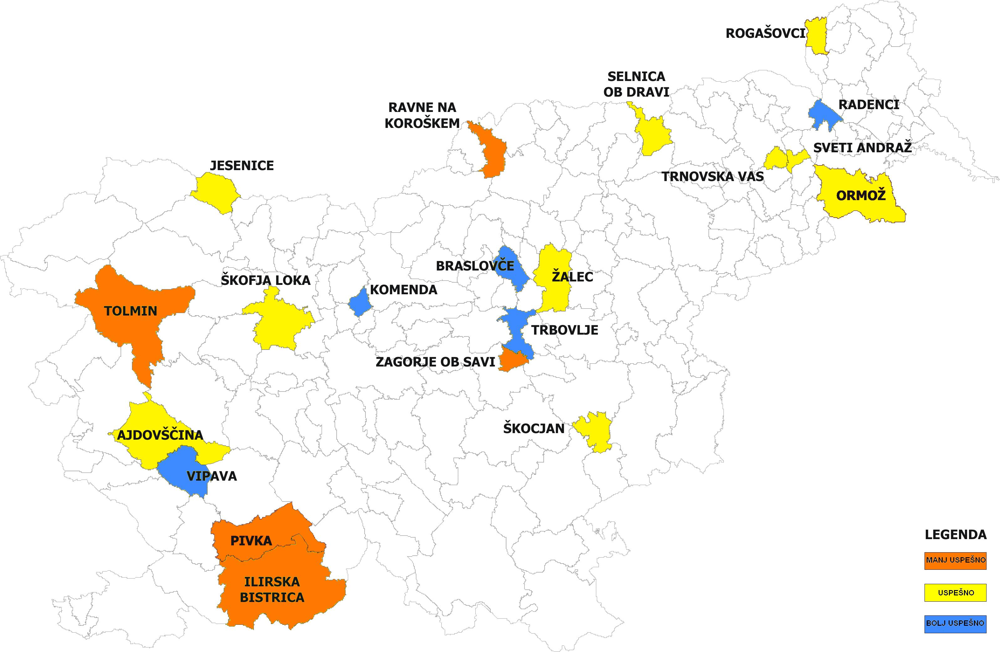 ROGAŠOVCI
SELNICA
OB DRAVI
RAVNE NA
KOROŠKEM
RADENCI
SVETI ANDRAŽ
JESENICE
TRNOVSKA VAS
ORMOŽ
BRASLOVČE
ŽALEC
ŠKOFJA LOKA
KOMENDA
TOLMIN
TRBOVLJE
ZAGORJE OB SAVI
ŠKOCJAN
AJDOVŠČINA
VIPAVA
PIVKA
ILIRSKA
BISTRICA
LEGENDA
MANJ USPEŠNO
USPEŠNO
BOLJ USPEŠNO